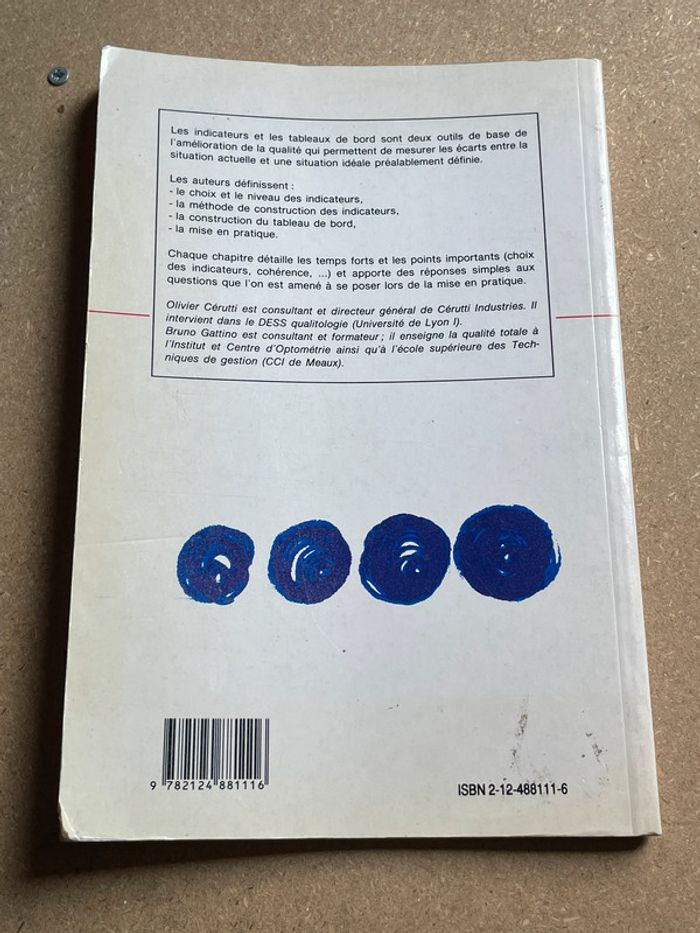 Les indicateurs et les tableaux de bord sont deux outils de base de
l'amélioration de la qualité qui permettent de mesurer les écarts entre la
situation actuelle et une situation idéale préalablement définie.
Les auteurs définissent :
- le choix et le niveau des indicateurs,
- la méthode de construction des indicateurs,
- la construction du tableau de bord,
- la mise en pratique.
Chaque chapitre détaille les temps forts et les points importants (choix
des indicateurs, cohérence, ...) et apporte des réponses simples aux
questions que l'on est amené à se poser lors de la mise en pratique.
Olivier Cérutti est consultant et directeur général de Cérutti Industries. Il
intervient dans le DESS qualitologie (Université de Lyon I).
Bruno Gattino est consultant et formateur ; il enseigne la qualité totale à
l'Institut et Centre d'Optométrie ainsi qu'à l'école supérieure des Tech-
niques de gestion (CCI de Meaux).
9 782124 881116
ISBN 2-12-488111-6